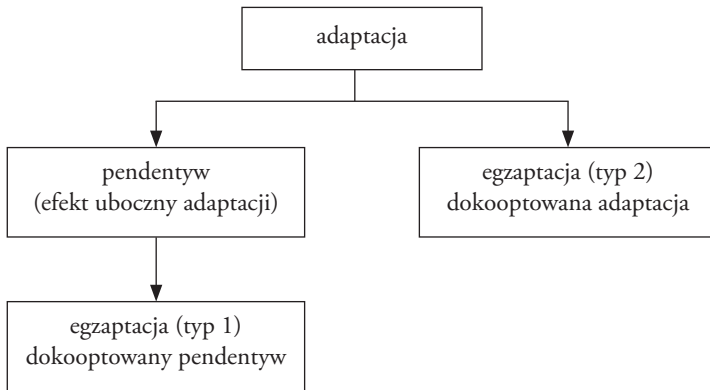 adaptacja
pendentyw
(efekt uboczny adaptacji)
egzaptacja (typ 2)
dokooptowana adaptacja
egzaptacja (typ 1)
dokooptowany pendentyw